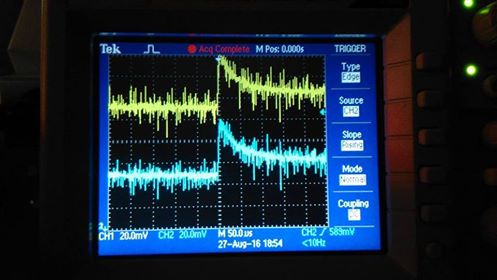 Tek Acq Complete M Pos: 0.000s TRIGGER
Type
Edge
Source
CH2
Slope
Rising
Mode
Normal
Coupling
DC
CH1 20.0mV CH2 20.0mV M 50.0µs CH2 589mV
27-Aug-16 18:54 <10Hz